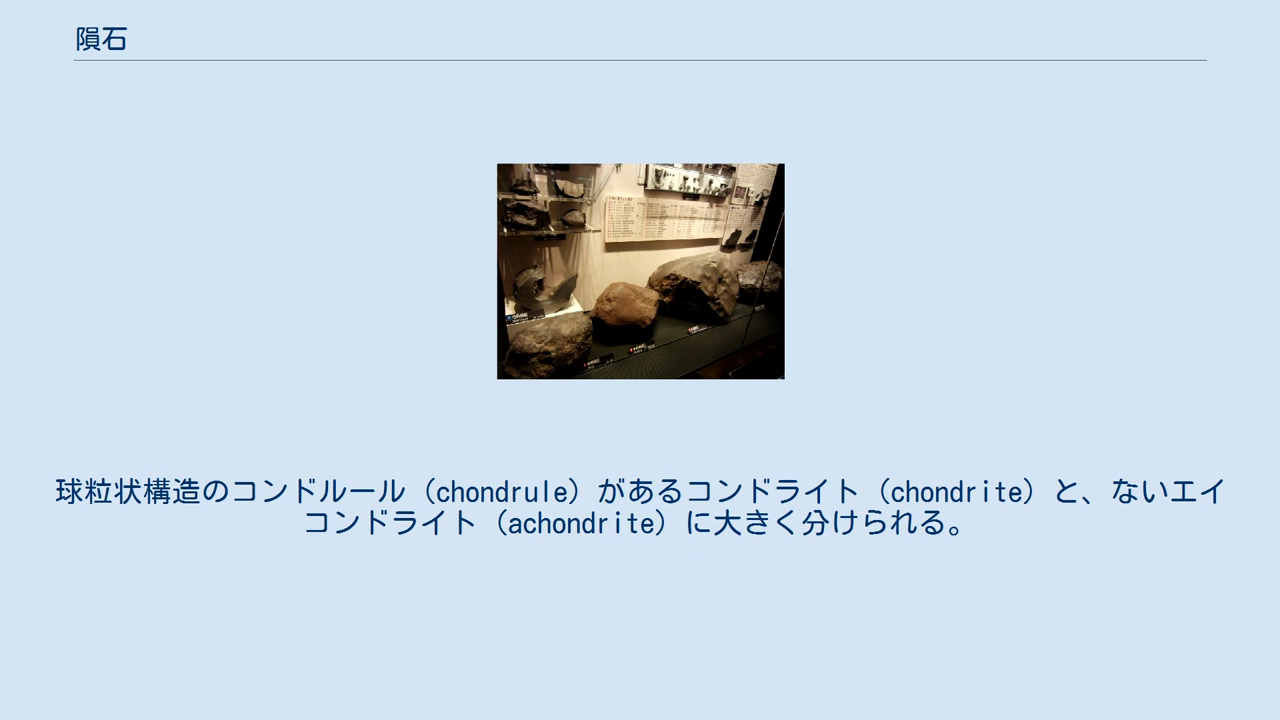 隕石
球粒状構造のコンドルール（chondrule）があるコンドライト（chondrite）と、ないエイ
コンドライト（achondrite）に大きく分けられる。